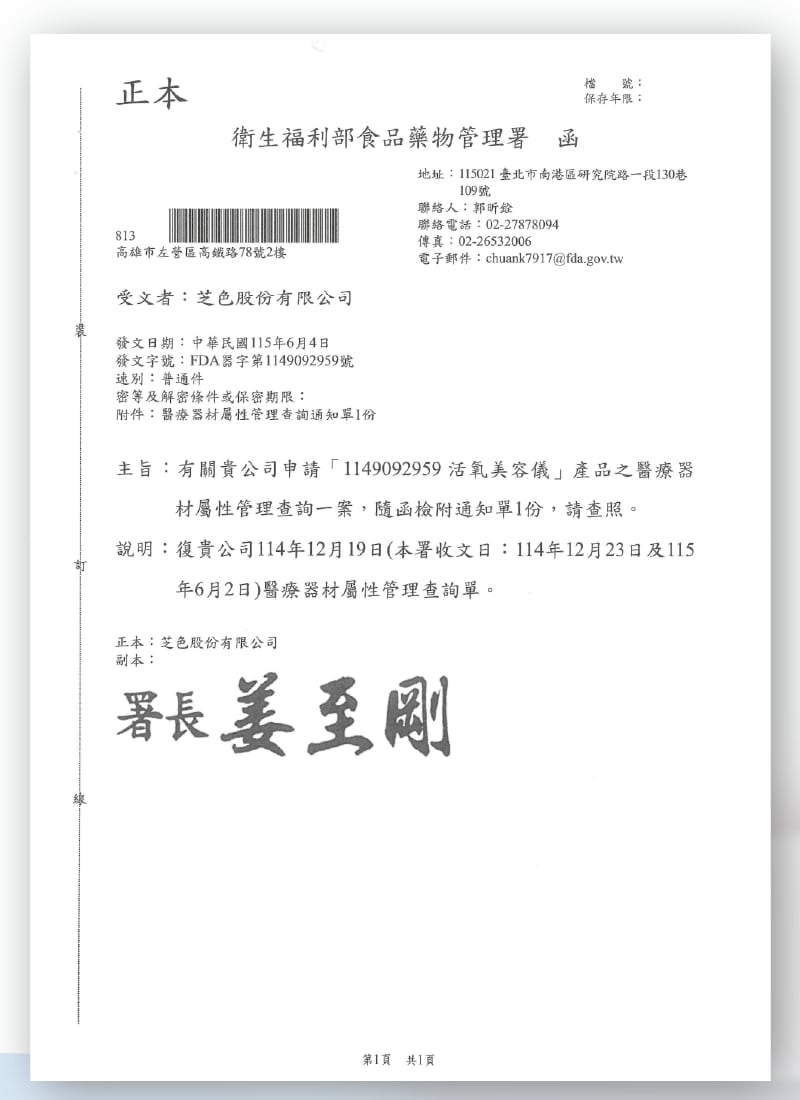 正本
檔　　號：
保存年限：
衛生福利部食品藥物管理署　函
地址：115021 臺北市南港區研究院路一段130巷
109號
聯絡人：郭昕銓
聯絡電話：02-27878094
傳真：02-26532006
電子郵件：chuank7917@fda.gov.tw
813
高雄市左營區高鐵路78號2樓
受文者：芝色股份有限公司
發文日期：中華民國115年6月4日
發文字號：FDA器字第1149092959號
速別：普通件
密等及解密條件或保密期限：
附件：醫療器材屬性管理查詢通知單1份
主旨：有關貴公司申請「1149092959 活氧美容儀」產品之醫療器
材屬性管理查詢一案，隨函檢附通知單1份，請查照。
說明：復貴公司114年12月19日(本署收文日：114年12月23日及115
年6月2日)醫療器材屬性管理查詢單。
正本：芝色股份有限公司
副本：
署長 姜至剛
裝
訂
線
第1頁　共1頁